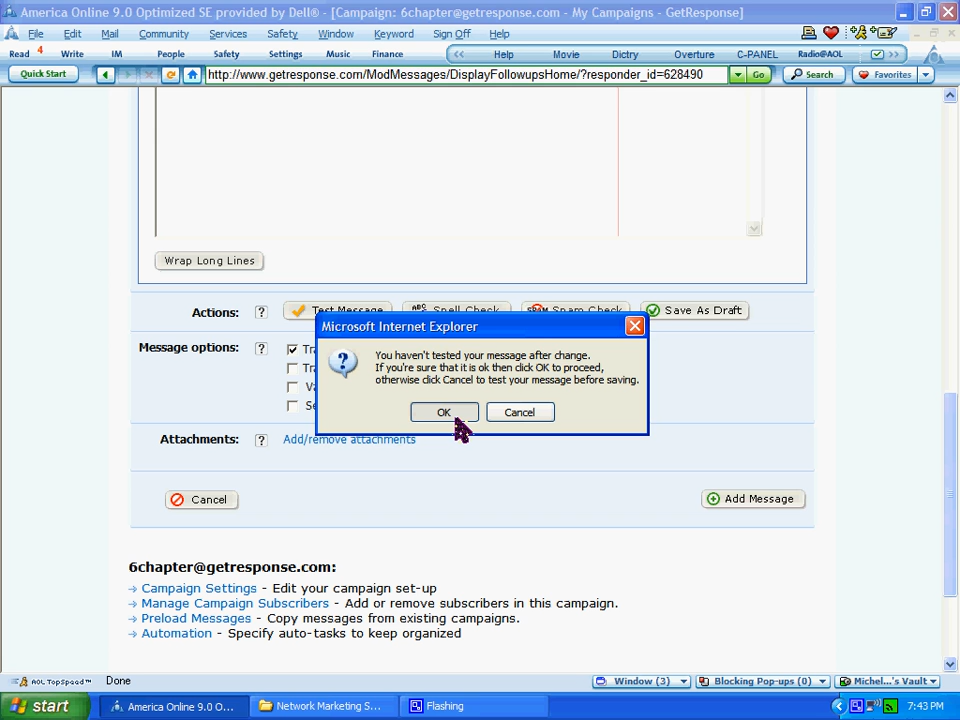 America Online 9.0 Optimized SE provided by Dell® - [Campaign: 6chapter@getresponse.com - My Campaigns - GetResponse]
File Edit Mail Community Services Safety Window Keyword Sign Off Help
Read 4 Write IM People Safety Settings Music Finance << Help Movie Dictry Overture C-PANEL Radio@AOL >>
Quick Start http://www.getresponse.com/ModMessages/DisplayFollowupsHome/?responder_id=628490 Go Search Favorites
Wrap Long Lines
Actions: ? Test Message ABC Spell Check SPAM Spam Check Save As Draft
Microsoft Internet Explorer
Message options: ?
You haven't tested your message after change.
If you're sure that it is ok then click OK to proceed,
otherwise click Cancel to test your message before saving.
OK Cancel
Attachments: ? Add/remove attachments
Cancel Add Message
6chapter@getresponse.com:
Campaign Settings - Edit your campaign set-up
Manage Campaign Subscribers - Add or remove subscribers in this campaign.
Preload Messages - Copy messages from existing campaigns.
Automation - Specify auto-tasks to keep organized
AOL TopSpeed™ Done Window (3) Blocking Pop-ups (0) Michel...'s Vault
start America Online 9.0 O... Network Marketing S... Flashing 7:43 PM